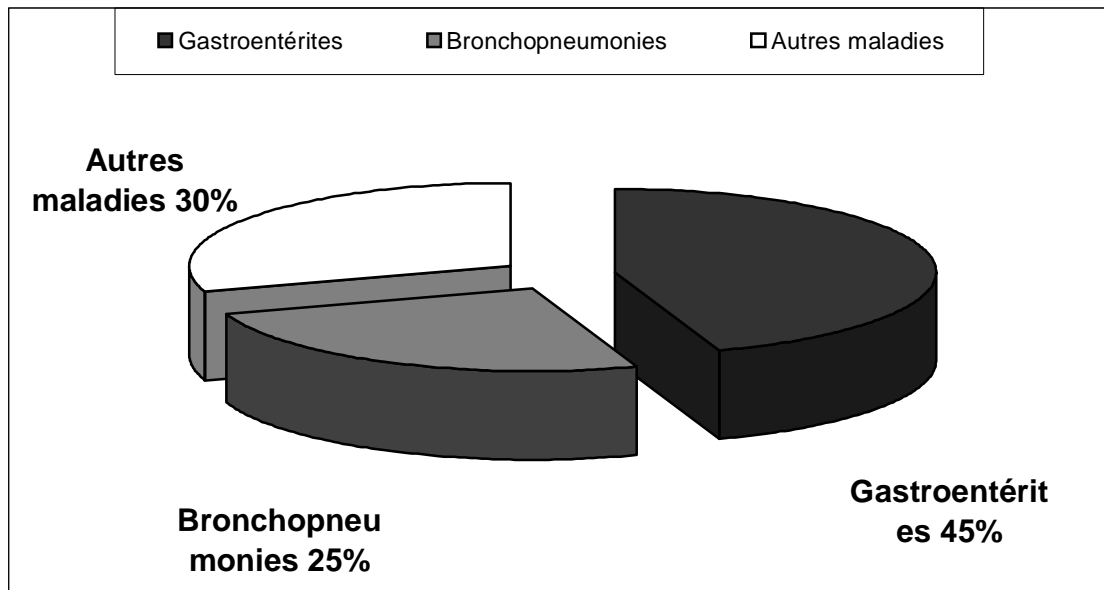 Gastroentérites Bronchopneumonies Autres maladies
Autres
maladies 30%
Gastroentérit
es 45%
Bronchopneu
monies 25%